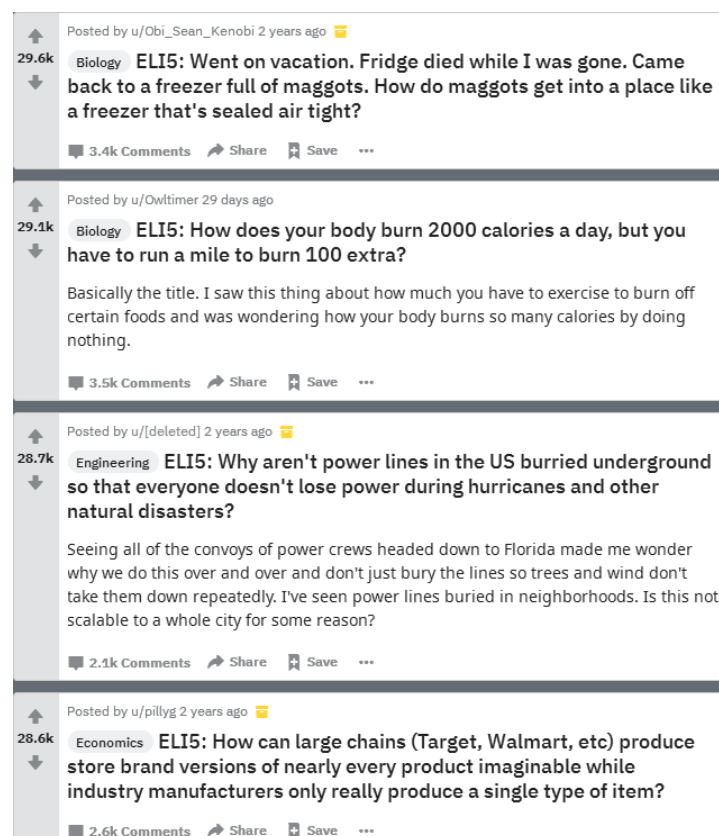 Posted by u/Obi_Sean_Kenobi 2 years ago
29.6k
Biology ELI5: Went on vacation. Fridge died while I was gone. Came
back to a freezer full of maggots. How do maggots get into a place like
a freezer that's sealed air tight?
3.4k Comments Share Save ...
Posted by u/Owltimer 29 days ago
29.1k
Biology ELI5: How does your body burn 2000 calories a day, but you
have to run a mile to burn 100 extra?
Basically the title. I saw this thing about how much you have to exercise to burn off
certain foods and was wondering how your body burns so many calories by doing
nothing.
3.5k Comments Share Save ...
Posted by u/[deleted] 2 years ago
28.7k
Engineering ELI5: Why aren't power lines in the US burried underground
so that everyone doesn't lose power during hurricanes and other
natural disasters?
Seeing all of the convoys of power crews headed down to Florida made me wonder
why we do this over and over and don't just bury the lines so trees and wind don't
take them down repeatedly. I've seen power lines buried in neighborhoods. Is this not
scalable to a whole city for some reason?
2.1k Comments Share Save ...
Posted by u/pillyg 2 years ago
28.6k
Economics ELI5: How can large chains (Target, Walmart, etc) produce
store brand versions of nearly every product imaginable while
industry manufacturers only really produce a single type of item?
2.6k Comments Share Save ...